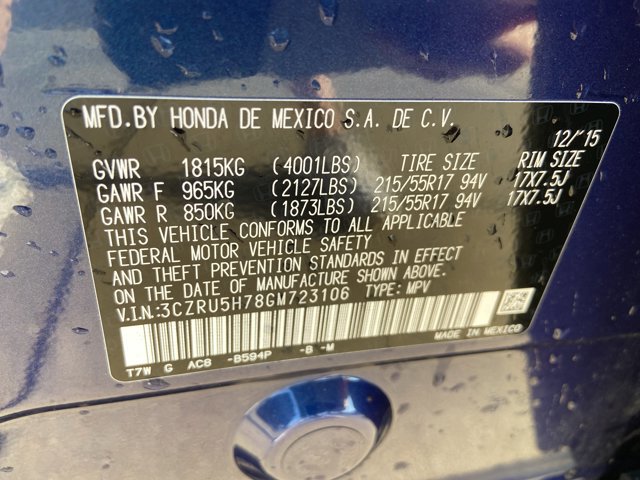 MFD.BY HONDA DE MEXICO S.A. DE C.V.
12/'15
GVWR 1815KG (4001LBS) TIRE SIZE RIM SIZE
GAWR F 965KG (2127LBS) 215/55R17 94V 17X7.5J
GAWR R 850KG (1873LBS) 215/55R17 94V 17X7.5J
THIS VEHICLE CONFORMS TO ALL APPLICABLE
FEDERAL MOTOR VEHICLE SAFETY
AND THEFT PREVENTION STANDARDS IN EFFECT
ON THE DATE OF MANUFACTURE SHOWN ABOVE.
V.I.N:3CZRU5H78GM723106 TYPE: MPV
MADE IN MEXICO
T7W G AC8 -B594P -B -M